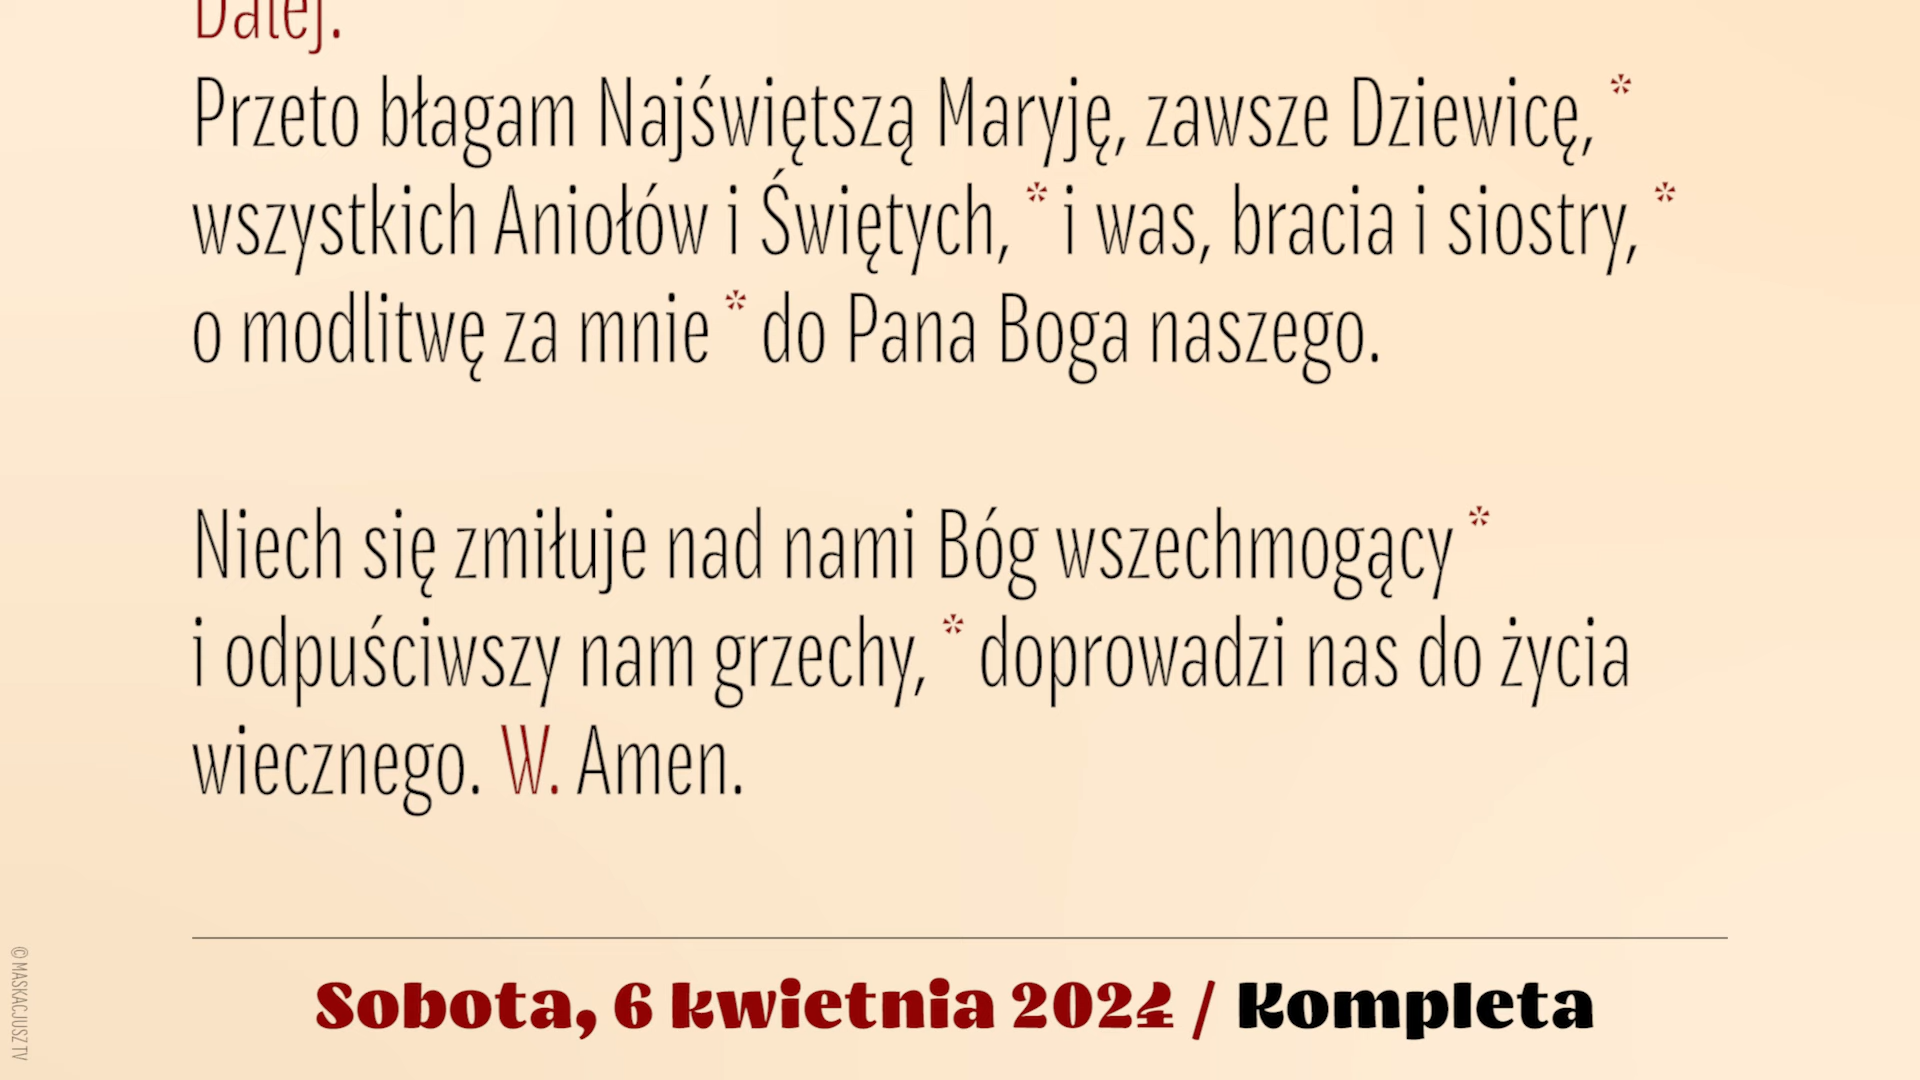 Dalej:
Przeto błagam Najświętszą Maryję, zawsze Dziewicę, *
wszystkich Aniołów i Świętych, * i was, bracia i siostry, *
o modlitwę za mnie * do Pana Boga naszego.
Niech się zmiłuje nad nami Bóg wszechmogący *
i odpuściwszy nam grzechy, * doprowadzi nas do życia
wiecznego. W. Amen.
Sobota, 6 kwietnia 2024 / Kompleta
© MASKACJUSZ TV